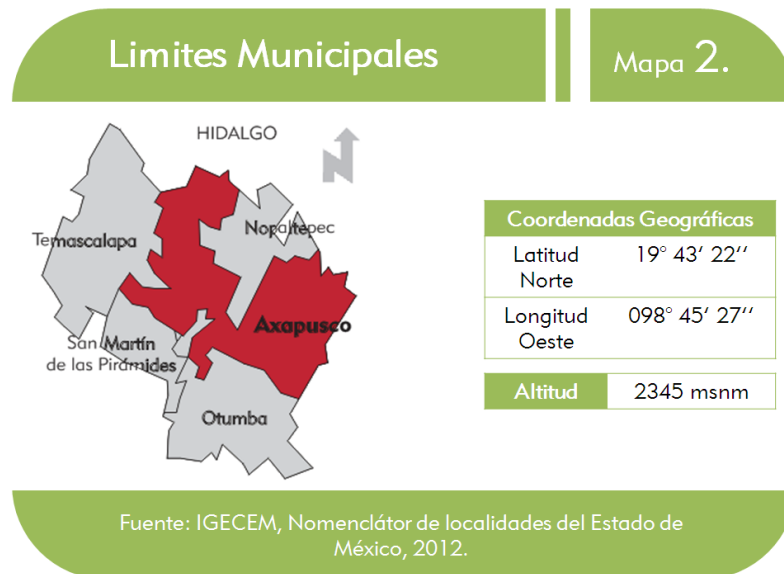 Limites Municipales
Mapa 2.
HIDALGO
N
Temascalapa
Nopaltepec
Axapusco
San Martín
de las Pirámides
Otumba
Coordenadas Geográficas
Latitud
Norte
19° 43′ 22′′
Longitud
Oeste
098° 45′ 27′′
Altitud
2345 msnm
Fuente: IGECEM, Nomenclátor de localidades del Estado de
México, 2012.